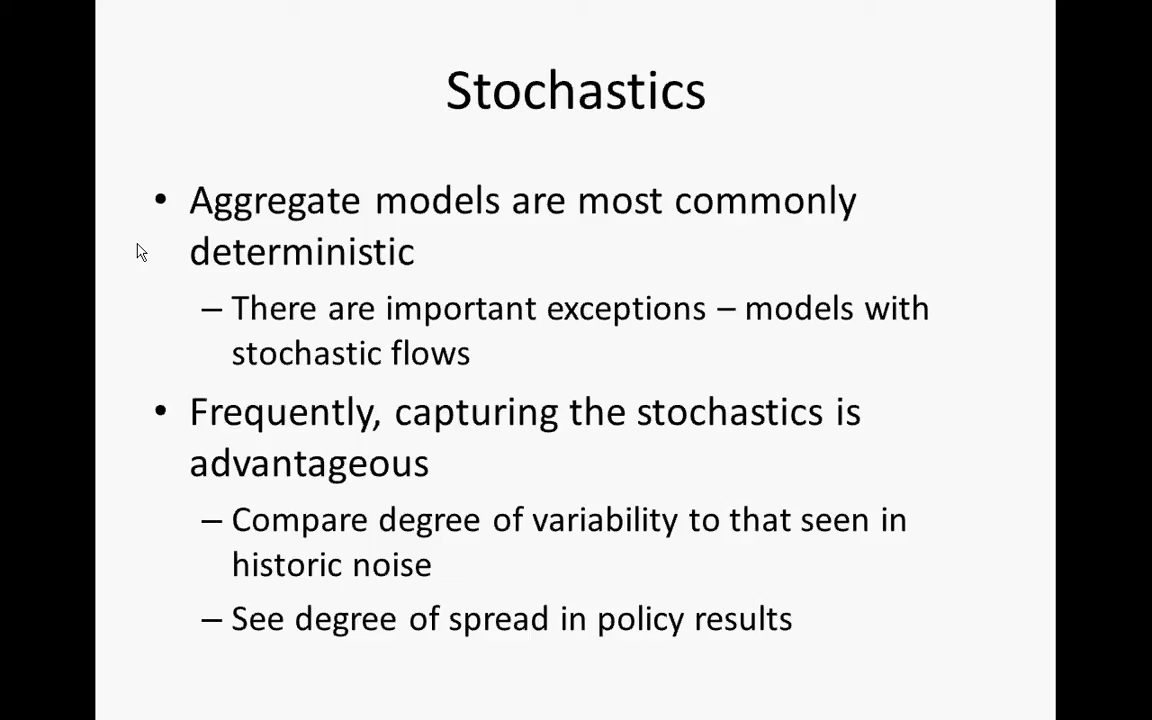 Stochastics
• Aggregate models are most commonly
deterministic
– There are important exceptions – models with
stochastic flows
• Frequently, capturing the stochastics is
advantageous
– Compare degree of variability to that seen in
historic noise
– See degree of spread in policy results